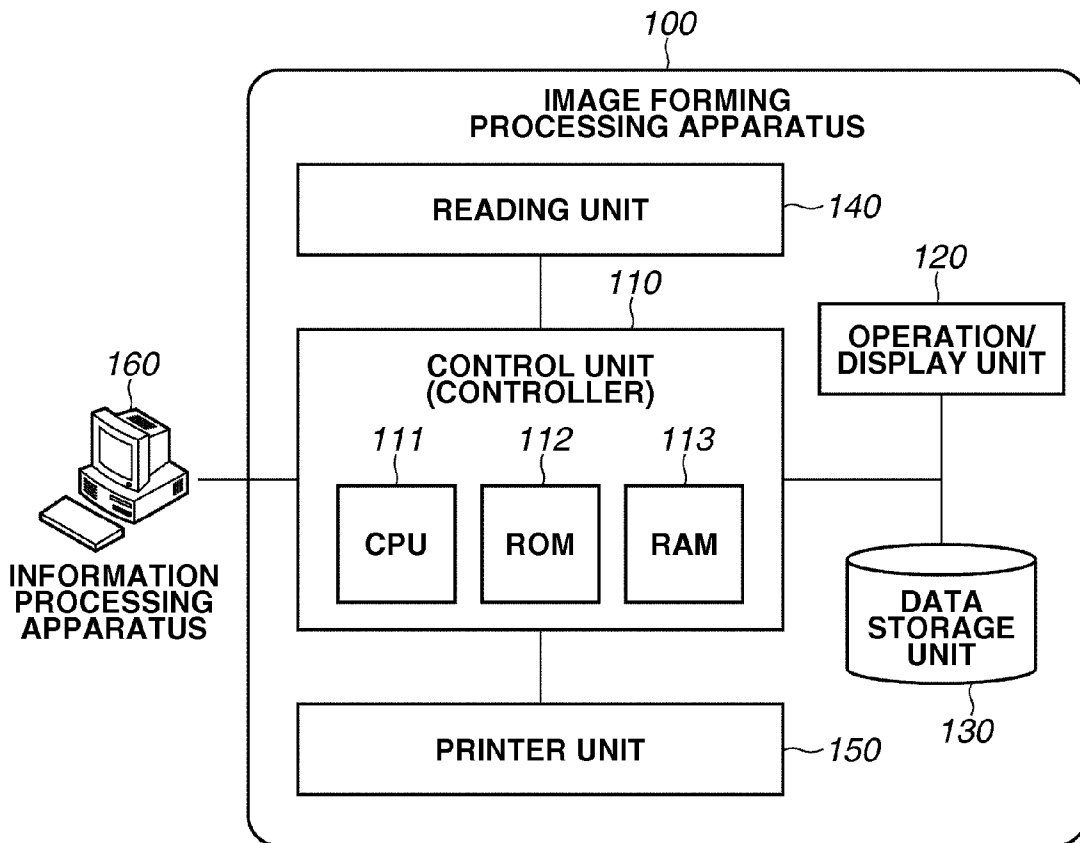 100
IMAGE FORMING
PROCESSING APPARATUS
READING UNIT
140
110
120
CONTROL UNIT
(CONTROLLER)
OPERATION/
DISPLAY UNIT
160
111
112
113
CPU
ROM
RAM
INFORMATION
PROCESSING
APPARATUS
DATA
STORAGE
UNIT
130
PRINTER UNIT
150